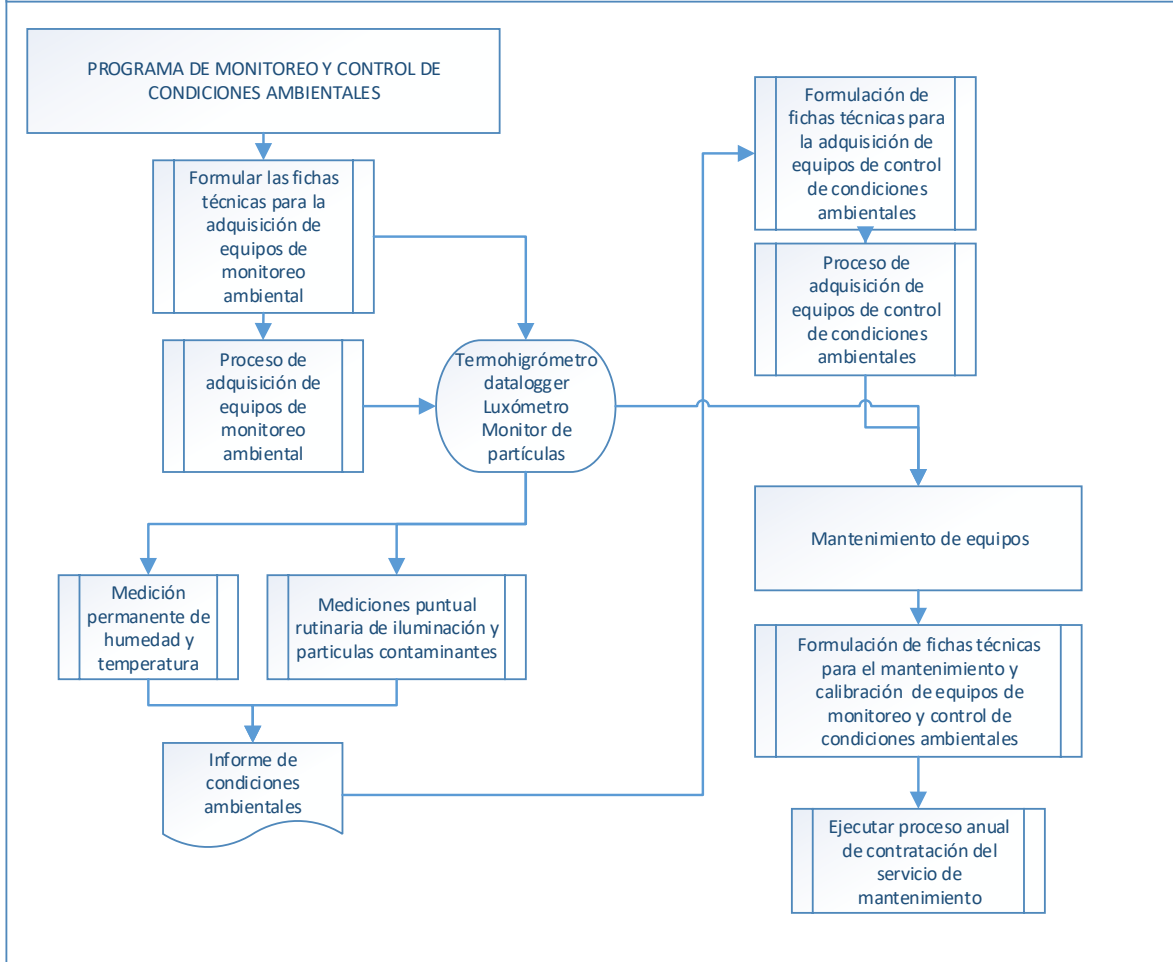 PROGRAMA DE MONITOREO Y CONTROL DE
CONDICIONES AMBIENTALES
Formular las fichas
técnicas para la
adquisición de
equipos de
monitoreo
ambiental
Proceso de
adquisición de
equipos de
monitoreo
ambiental
Termohigrómetro
datalogger
Luxómetro
Monitor de
partículas
Medición
permanente de
humedad y
temperatura
Mediciones puntual
rutinaria de iluminación y
particulas contaminantes
Informe de
condiciones
ambientales
Formulación de
fichas técnicas para
la adquisición de
equipos de control
de condiciones
ambientales
Proceso de
adquisición de
equipos de control
de condiciones
ambientales
Mantenimiento de equipos
Formulación de fichas técnicas
para el mantenimiento y
calibración de equipos de
monitoreo y control de
condiciones ambientales
Ejecutar proceso anual
de contratación del
servicio de
mantenimiento